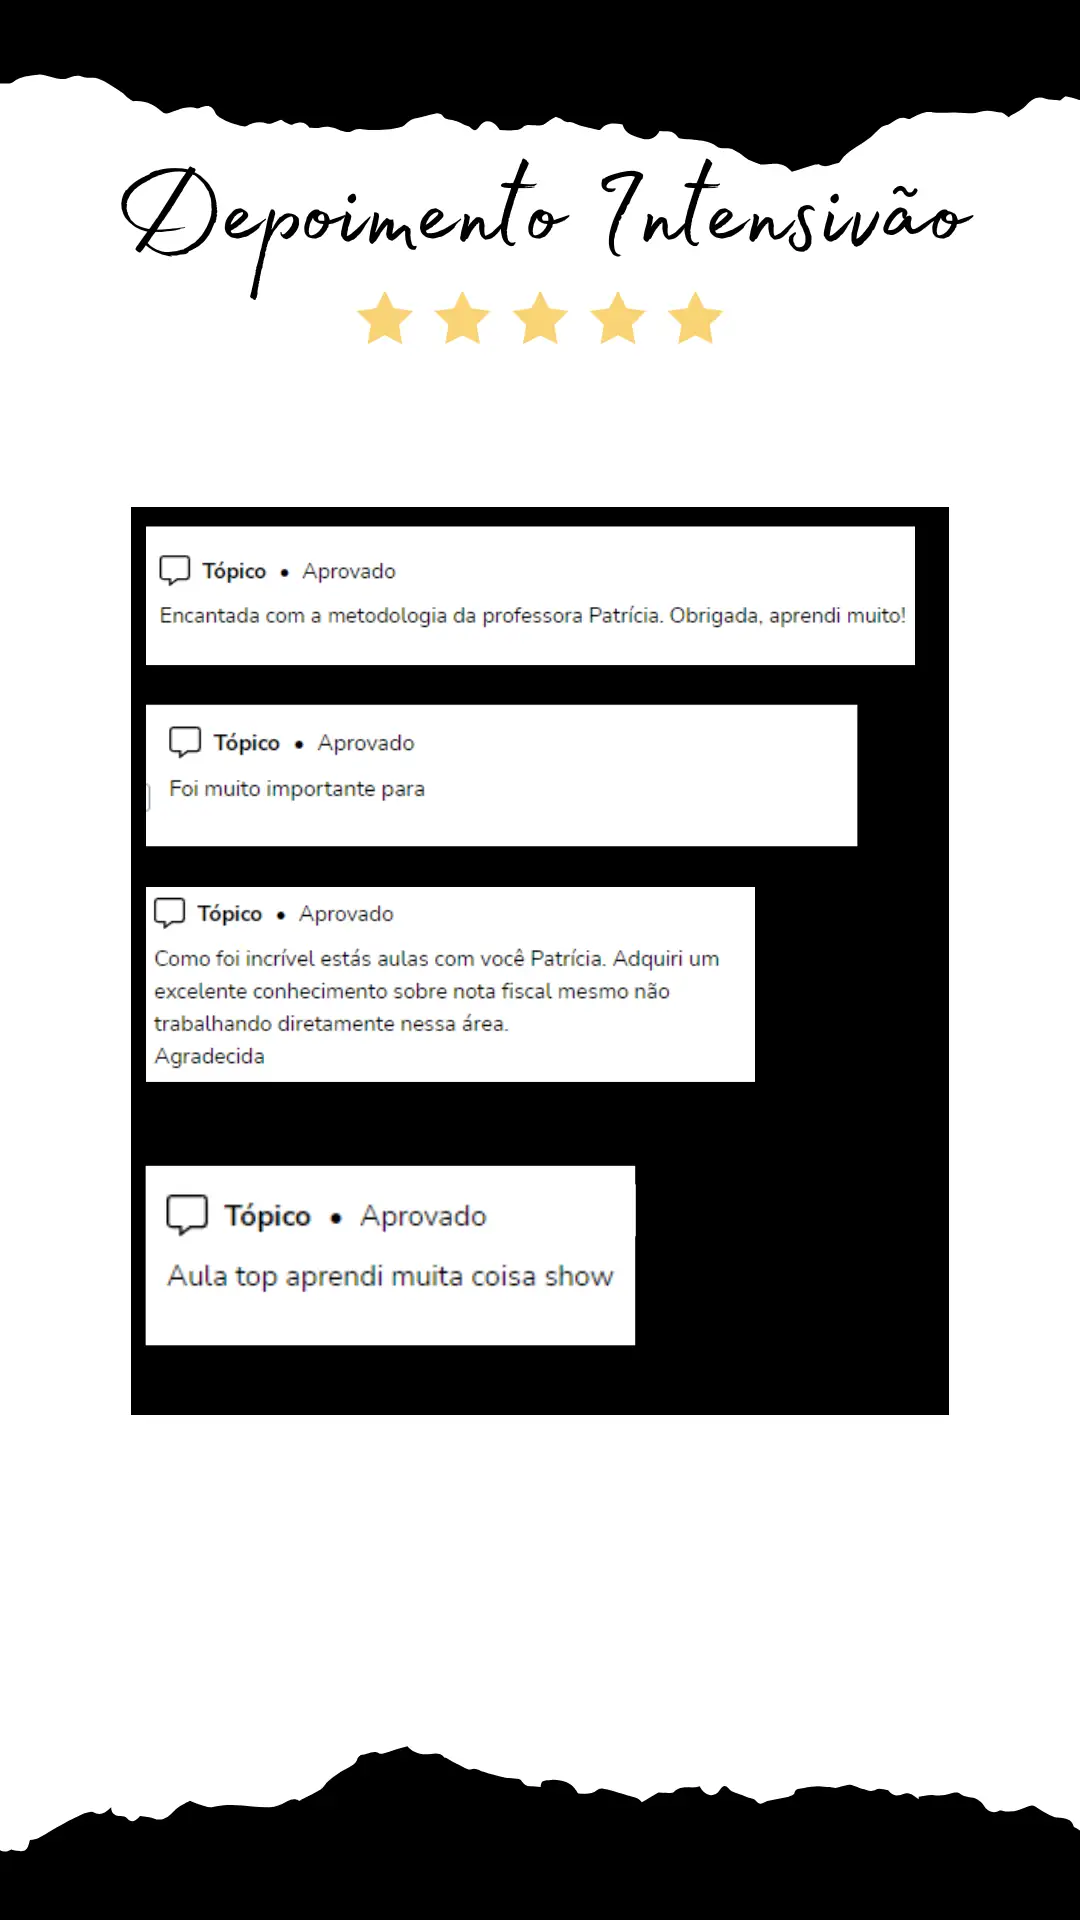 Depoimento Intensivão
Tópico • Aprovado
Encantada com a metodologia da professora Patrícia. Obrigada, aprendi muito!
Tópico • Aprovado
Foi muito importante para
Tópico • Aprovado
Como foi incrível estás aulas com você Patrícia. Adquiri um
excelente conhecimento sobre nota fiscal mesmo não
trabalhando diretamente nessa área.
Agradecida
Tópico • Aprovado
Aula top aprendi muita coisa show